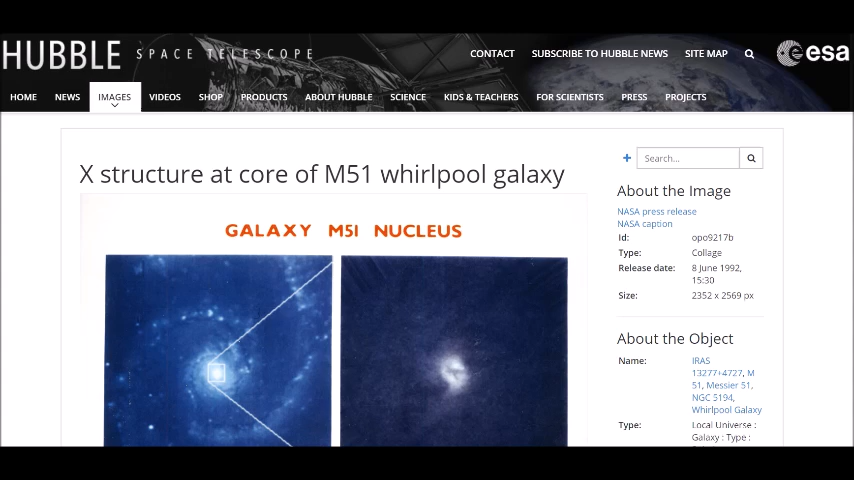 HUBBLE SPACE TELESCOPE
CONTACT SUBSCRIBE TO HUBBLE NEWS SITE MAP
esa
HOME NEWS IMAGES VIDEOS SHOP PRODUCTS ABOUT HUBBLE SCIENCE KIDS & TEACHERS FOR SCIENTISTS PRESS PROJECTS
X structure at core of M51 whirlpool galaxy
GALAXY M51 NUCLEUS
Search...
About the Image
NASA press release
NASA caption
Id: opo9217b
Type: Collage
Release date: 8 June 1992,
15:30
Size: 2352 x 2569 px
About the Object
Name: IRAS
13277+4727, M
51, Messier 51,
NGC 5194,
Whirlpool Galaxy
Type: Local Universe :
Galaxy : Type :